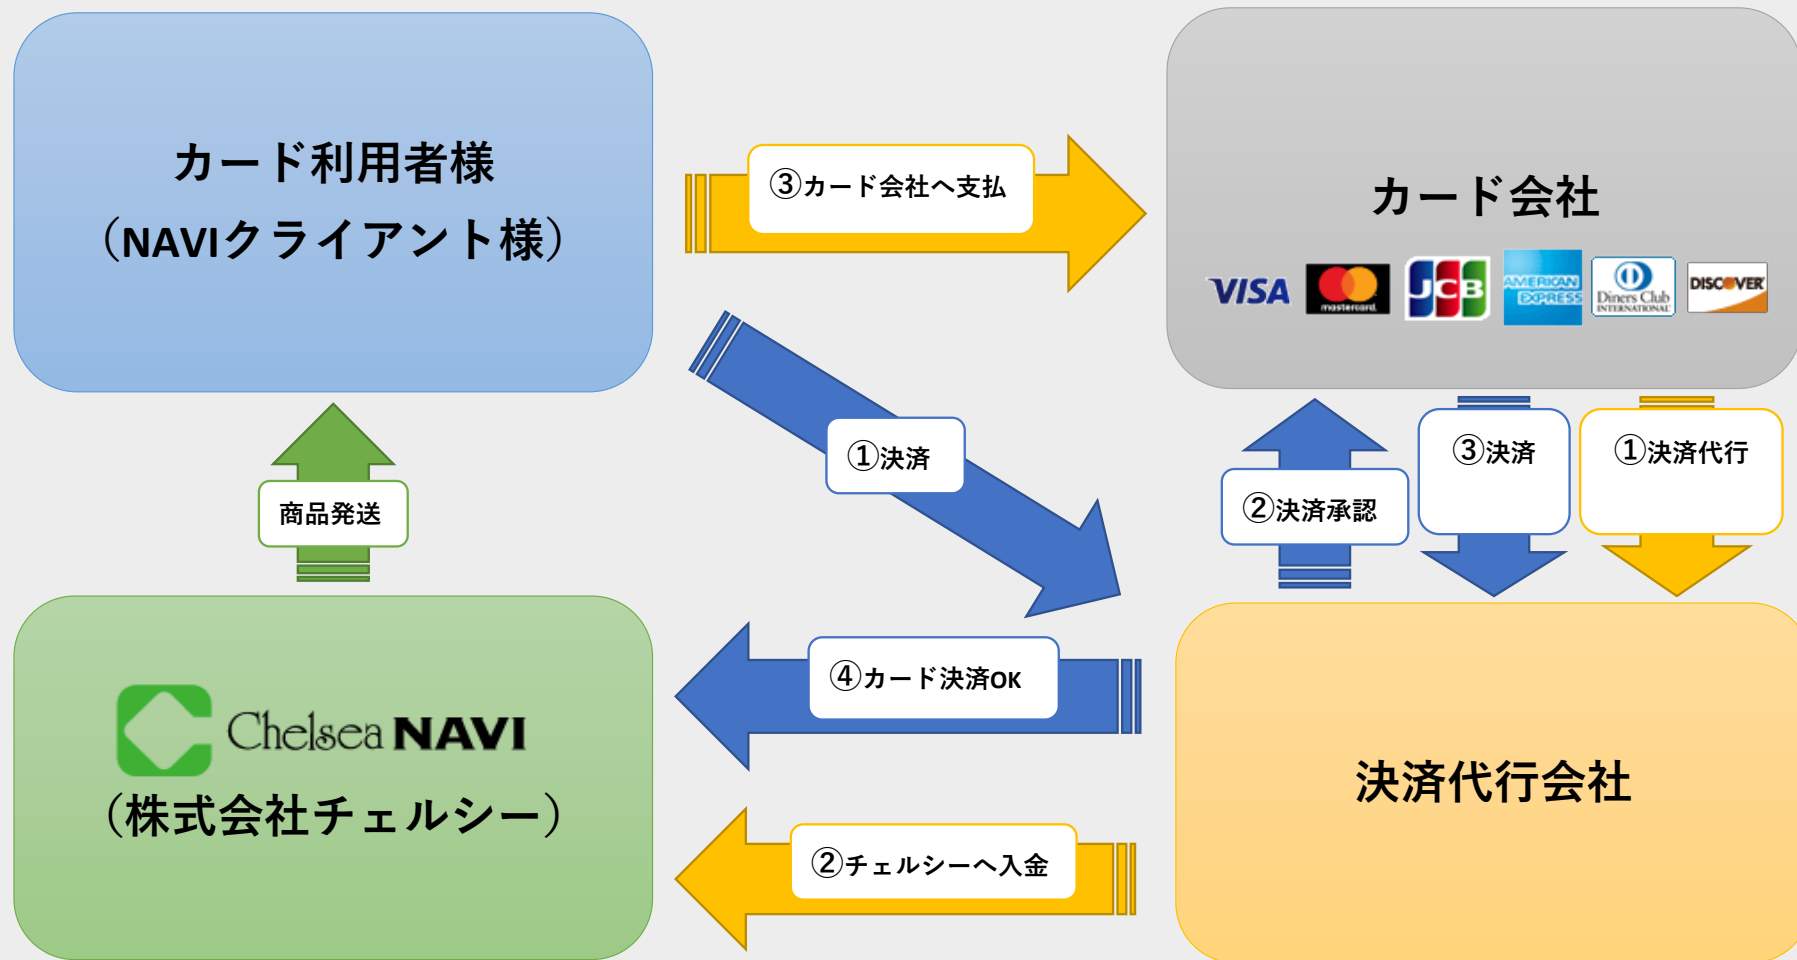 カード利用者様
（NAVIクライアント様）
③カード会社へ支払
カード会社
VISA
mastercard
JCB
AMERICAN
EXPRESS
Diners Club
INTERNATIONAL
DISCOVER
①決済
②決済承認
③決済
①決済代行
商品発送
④カード決済OK
Chelsea NAVI
（株式会社チェルシー）
②チェルシーへ入金
決済代行会社